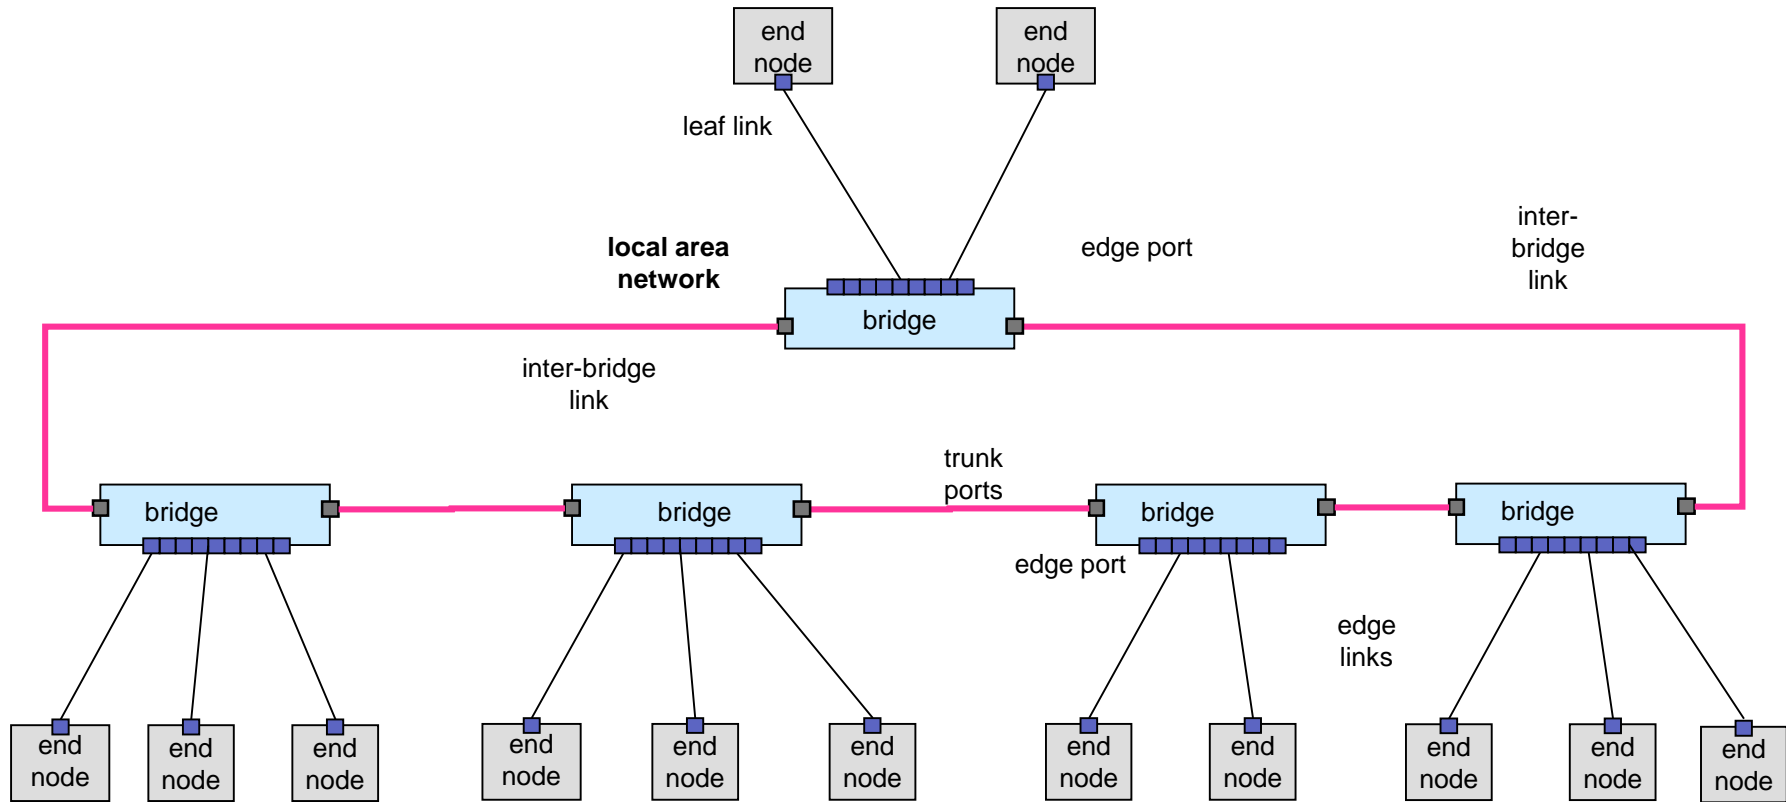 end
node
end
node
leaf link
local area
network
edge port
inter-
bridge
link
bridge
inter-bridge
link
trunk
ports
bridge
bridge
bridge
bridge
edge port
edge
links
end
node
end
node
end
node
end
node
end
node
end
node
end
node
end
node
end
node
end
node
end
node